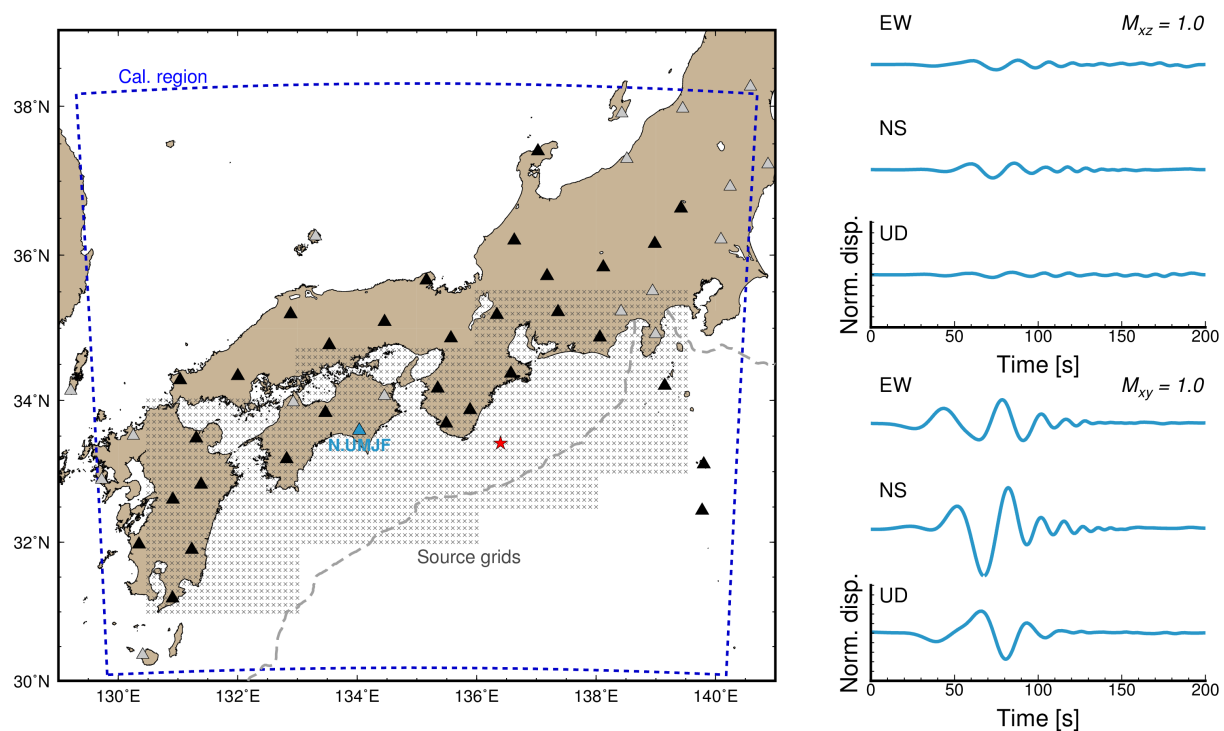 Cal. region
38˚N
36˚N
34˚N
32˚N
30˚N
N.UMJF
Source grids
130˚E
132˚E
134˚E
136˚E
138˚E
140˚E
EW
Mxz = 1.0
NS
UD
Norm. disp.
0
50
100
150
200
Time [s]
EW
Mxy = 1.0
NS
UD
Norm. disp.
0
50
100
150
200
Time [s]